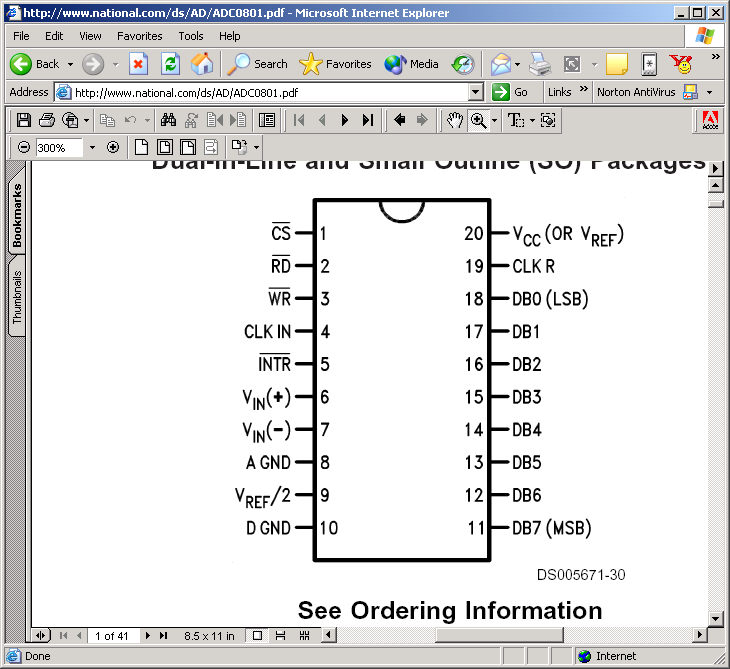 http://www.national.com/ds/AD/ADC0801.pdf - Microsoft Internet Explorer
File Edit View Favorites Tools Help
Back Search Favorites Media »
Address http://www.national.com/ds/AD/ADC0801.pdf Go Links » Norton AntiVirus
Adobe
300%
Bookmarks
Thumbnails
Dual-In-Line and Small Outline (SO) Packages
C̅S̅ 1 20 VCC (OR VREF)
R̅D̅ 2 19 CLK R
W̅R̅ 3 18 DB0 (LSB)
CLK IN 4 17 DB1
I̅N̅T̅R̅ 5 16 DB2
VIN(+) 6 15 DB3
VIN(−) 7 14 DB4
A GND 8 13 DB5
VREF/2 9 12 DB6
D GND 10 11 DB7 (MSB)
DS005671-30
See Ordering Information
1 of 41 8.5 x 11 in
Done Internet